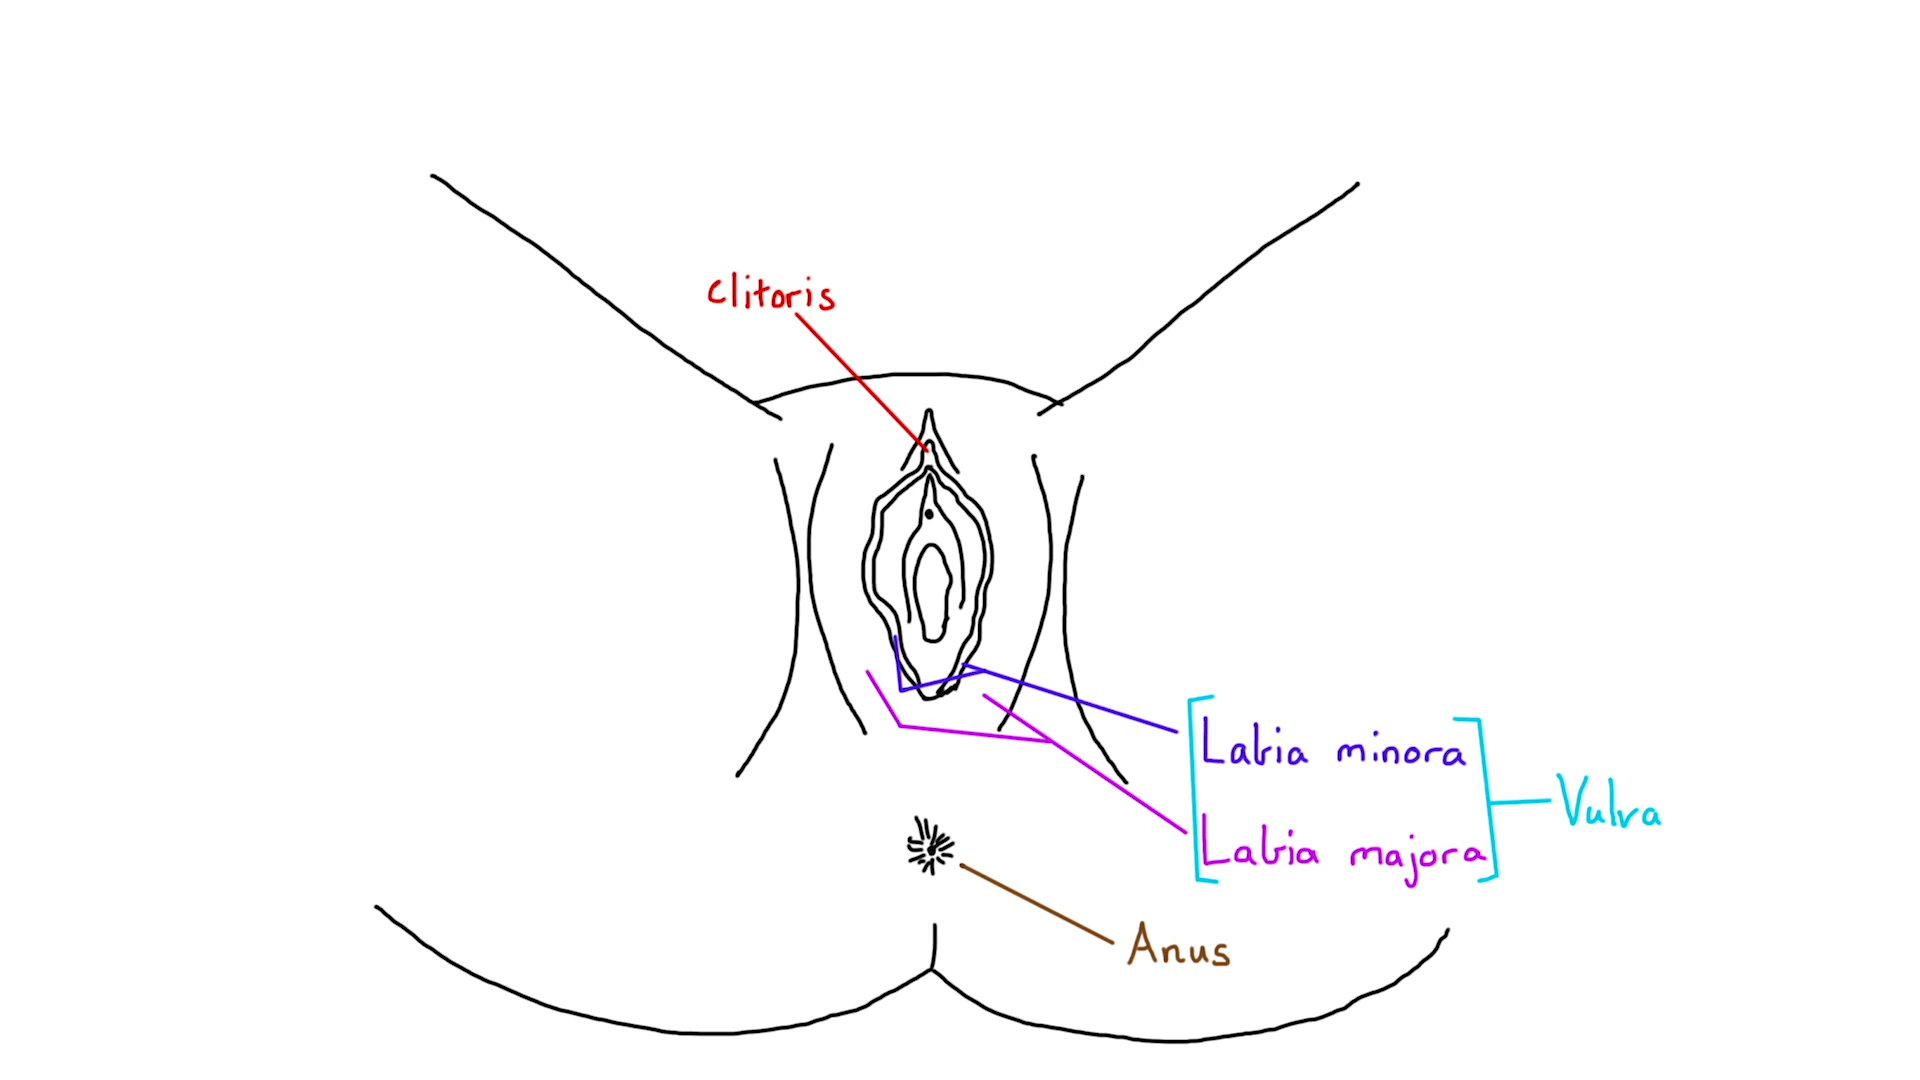 Clitoris
Labia minora
Vulva
Labia majora
Anus